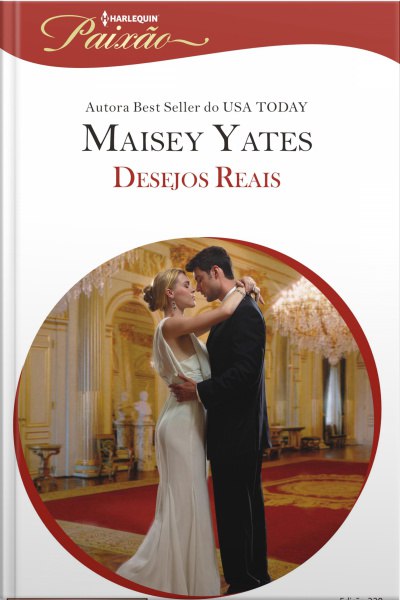 HARLEQUIN
Paixão
Autora Best Seller do USA TODAY
MAISEY YATES
DESEJOS REAIS